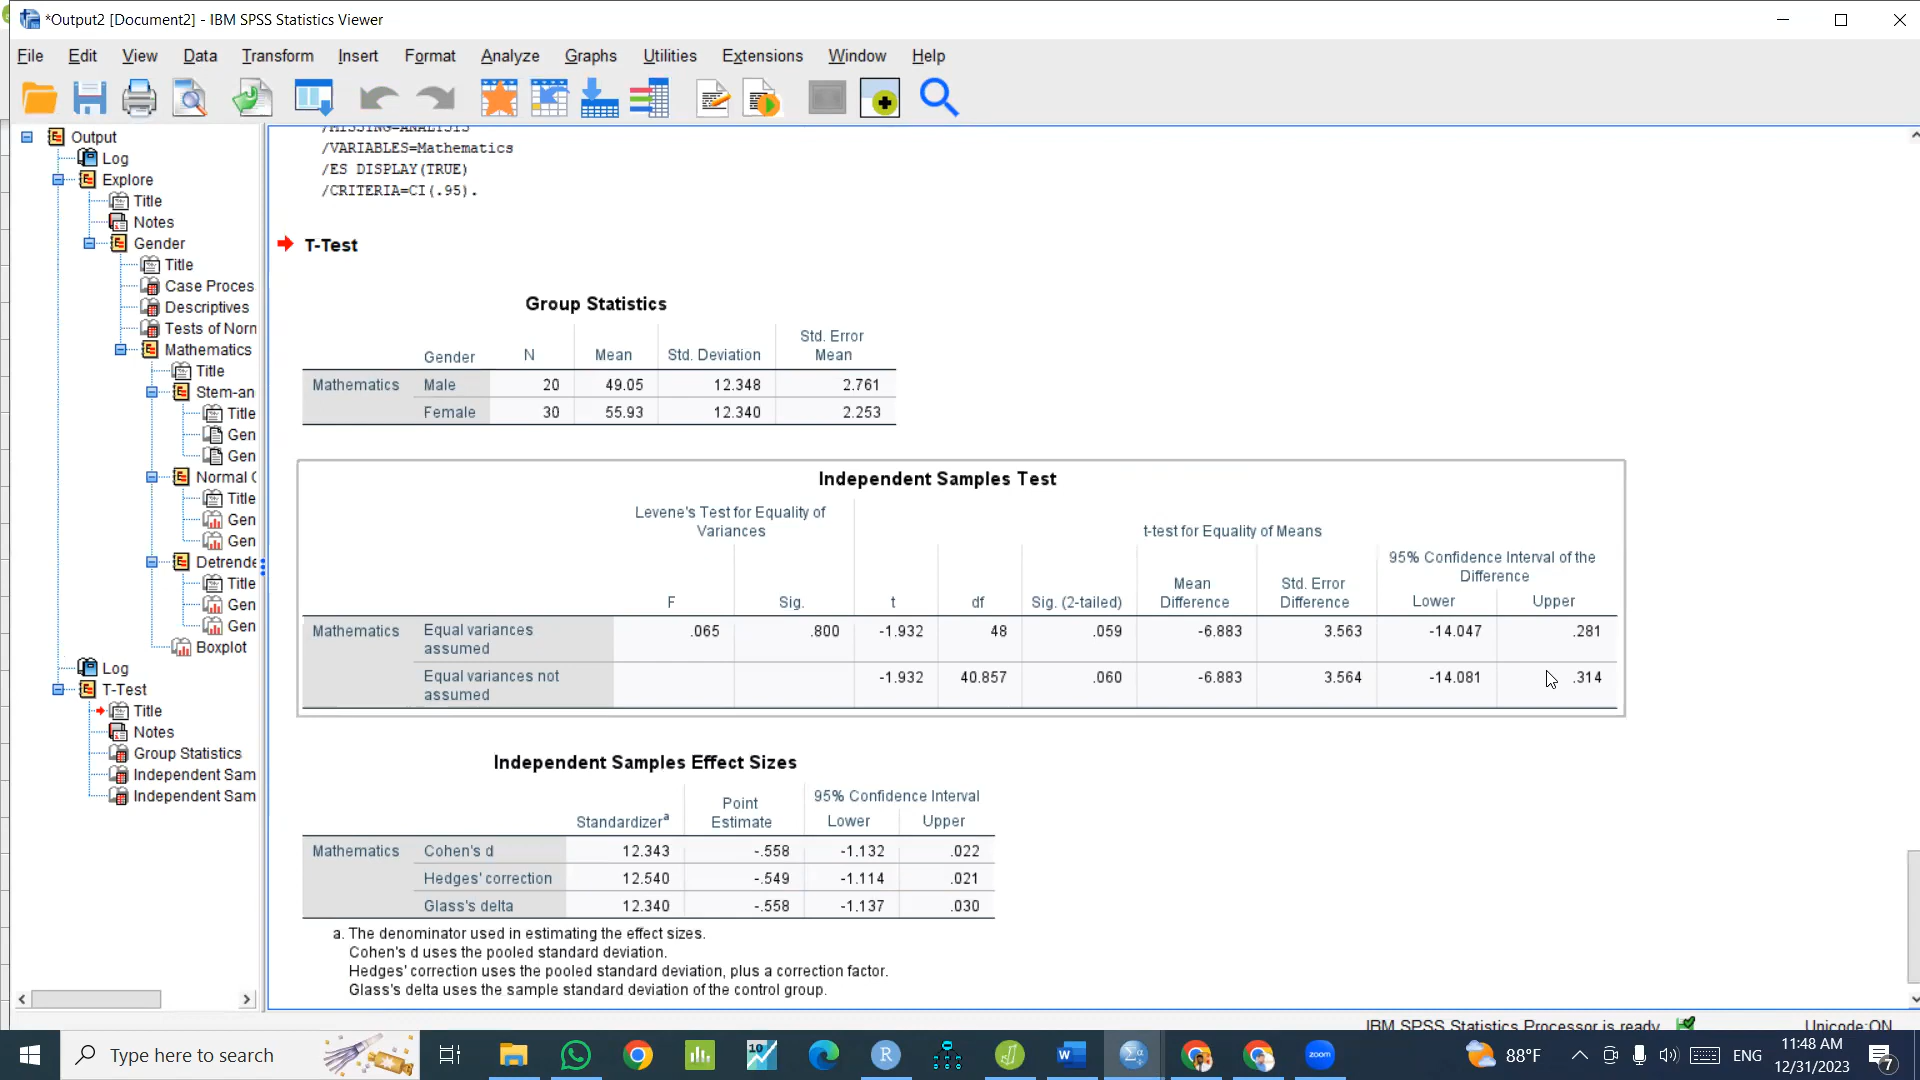 *Output2 [Document2] - IBM SPSS Statistics Viewer
File Edit View Data Transform Insert Format Analyze Graphs Utilities Extensions Window Help
Output
Log
Explore
Title
Notes
Gender
Title
Case Proces
Descriptives
Tests of Norn
Mathematics
Title
Stem-an
Title
Gen
Gen
Normal
Title
Gen
Gen
Detrende
Title
Gen
Gen
Boxplot
Log
T-Test
Title
Notes
Group Statistics
Independent Sam
Independent Sam
/MISSING=ANALYSIS
/VARIABLES=Mathematics
/ES DISPLAY(TRUE)
/CRITERIA=CI(.95).
T-Test
Group Statistics
Gender N Mean Std. Deviation Std. Error Mean
Mathematics Male 20 49.05 12.348 2.761
Female 30 55.93 12.340 2.253
Independent Samples Test
Levene's Test for Equality of Variances
t-test for Equality of Means
95% Confidence Interval of the Difference
F Sig. t df Sig. (2-tailed) Mean Difference Std. Error Difference Lower Upper
Mathematics Equal variances assumed .065 .800 -1.932 48 .059 -6.883 3.563 -14.047 .281
Equal variances not assumed -1.932 40.857 .060 -6.883 3.564 -14.081 .314
Independent Samples Effect Sizes
95% Confidence Interval
Standardizerᵃ Point Estimate Lower Upper
Mathematics Cohen's d 12.343 -.558 -1.132 .022
Hedges' correction 12.540 -.549 -1.114 .021
Glass's delta 12.340 -.558 -1.137 .030
a. The denominator used in estimating the effect sizes.
Cohen's d uses the pooled standard deviation.
Hedges' correction uses the pooled standard deviation, plus a correction factor.
Glass's delta uses the sample standard deviation of the control group.
IBM SPSS Statistics Processor is ready
Unicode:ON
Type here to search
10
R
W
zoom
88°F
ENG
11:48 AM
12/31/2023
7